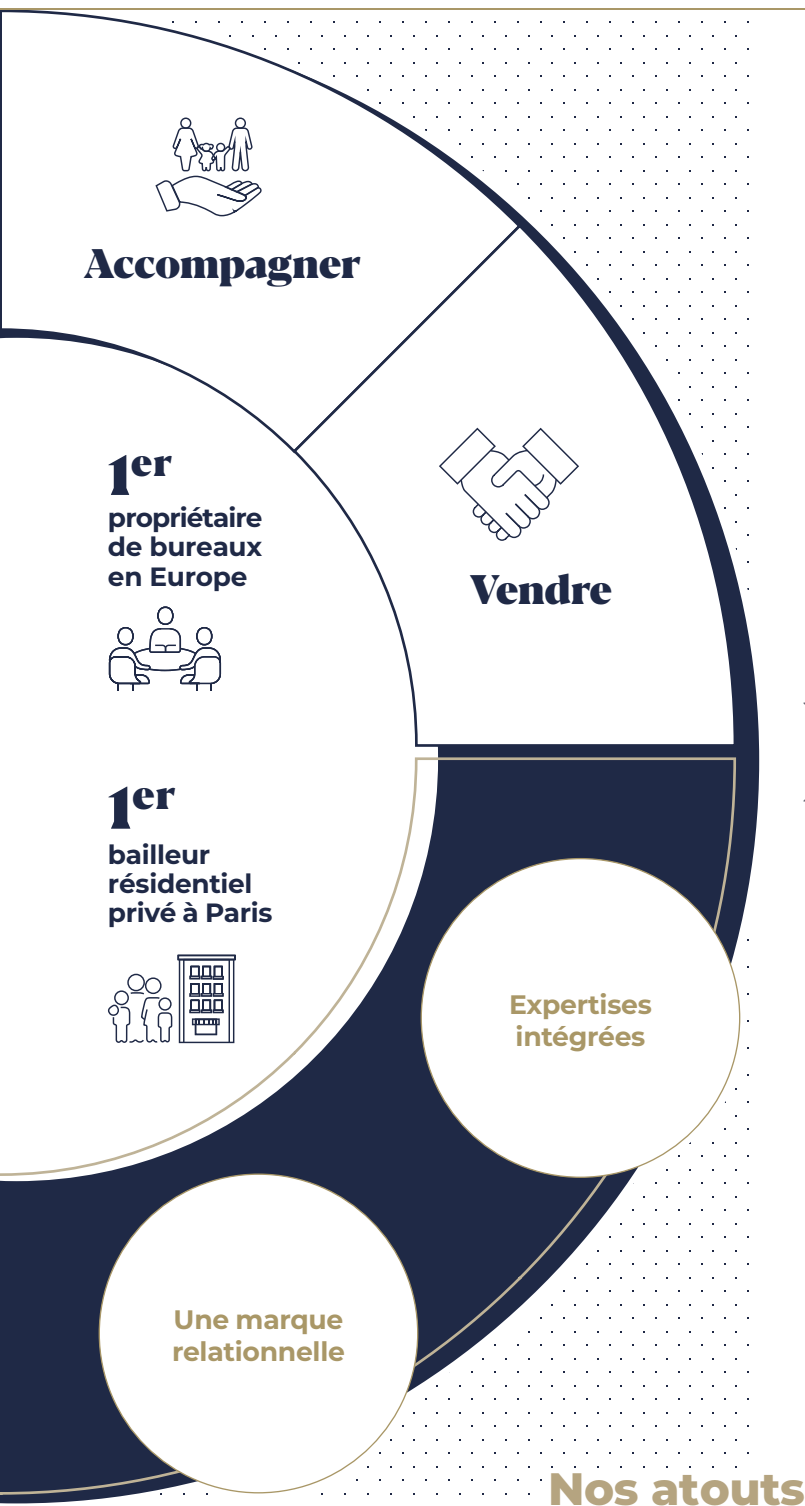 Accompagner
1er
propriétaire
de bureaux
en Europe
Vendre
1er
bailleur
résidentiel
privé à Paris
Expertises
intégrées
Une marque
relationnelle
Nos atouts